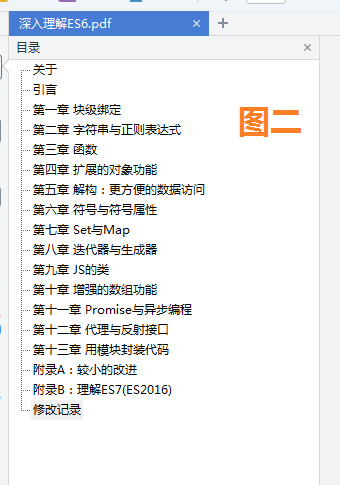 深入理解ES6.pdf
目录
关于
引言
第一章 块级绑定
第二章 字符串与正则表达式
第三章 函数
第四章 扩展的对象功能
第五章 解构：更方便的数据访问
第六章 符号与符号属性
第七章 Set与Map
第八章 迭代器与生成器
第九章 JS的类
第十章 增强的数组功能
第十一章 Promise与异步编程
第十二章 代理与反射接口
第十三章 用模块封装代码
附录A：较小的改进
附录B：理解ES7(ES2016)
修改记录
图二